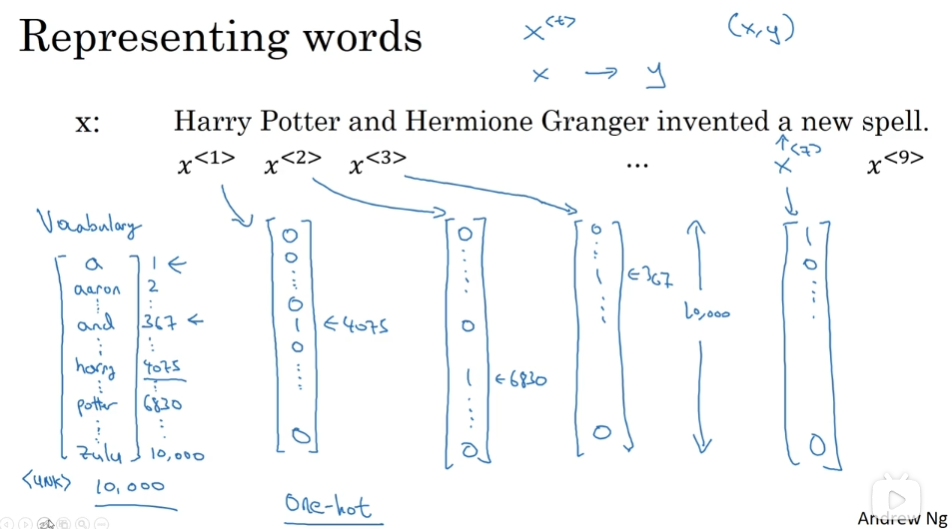 Representing words
x<t>
(x,y)
x → y
x: Harry Potter and Hermione Granger invented a new spell.
x<1> x<2> x<3> ... x<7> x<9>
Vocabulary
a 1 ←
aaron 2
and 367 ←
harry 4075
potter 6830
zulu 10,000
<UNK> 10,000
0
0
0
1 ← 4075
0
0
0
0
1 ← 6830
0
0
1 ← 367
0
10,000
1
0
0
One-hot
Andrew Ng